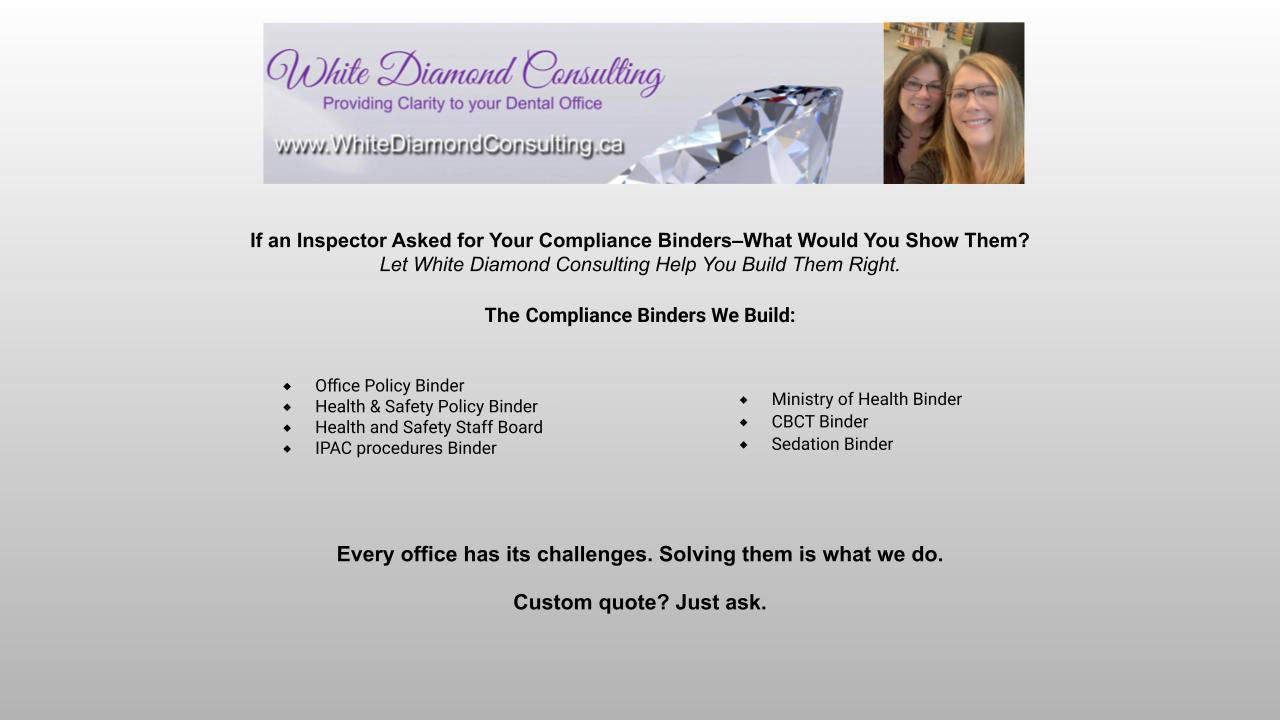 White Diamond Consulting
Providing Clarity to your Dental Office
www.WhiteDiamondConsulting.ca
If an Inspector Asked for Your Compliance Binders–What Would You Show Them?
Let White Diamond Consulting Help You Build Them Right.
The Compliance Binders We Build:
◆ Office Policy Binder
◆ Health & Safety Policy Binder
◆ Health and Safety Staff Board
◆ IPAC procedures Binder
◆ Ministry of Health Binder
◆ CBCT Binder
◆ Sedation Binder
Every office has its challenges. Solving them is what we do.
Custom quote? Just ask.